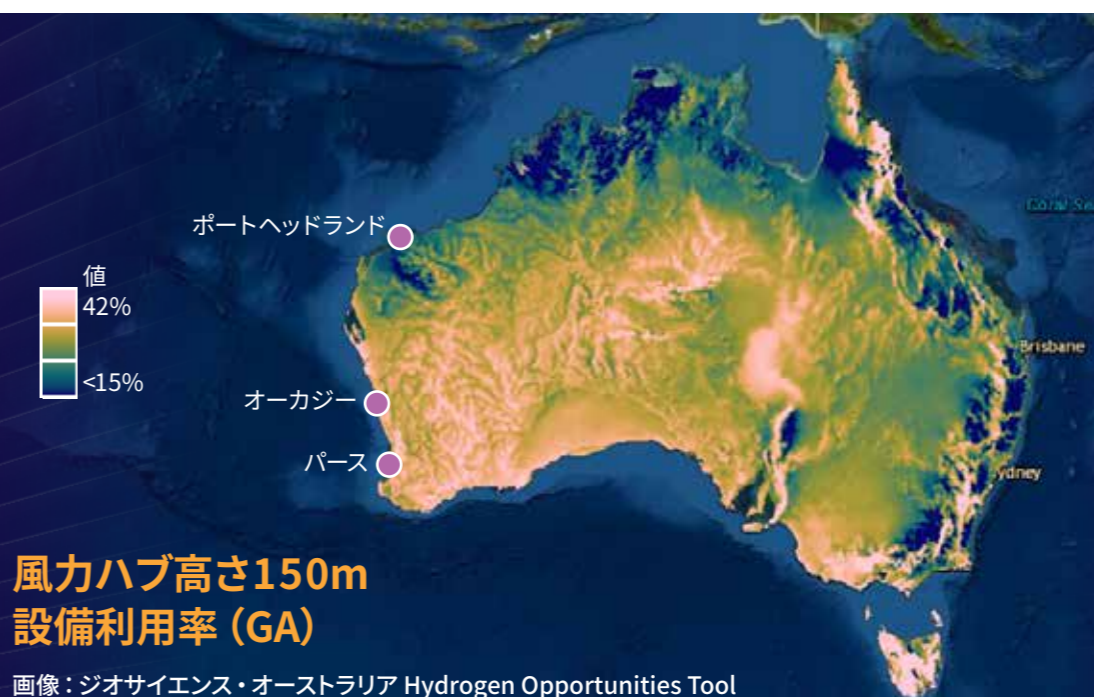 Coral Se
ポートヘッドランド
値
42%
<15%
Brisbane
オーカジー
パース
ydney
風力ハブ高さ150m
設備利用率（GA）
画像：ジオサイエンス・オーストラリア Hydrogen Opportunities Tool